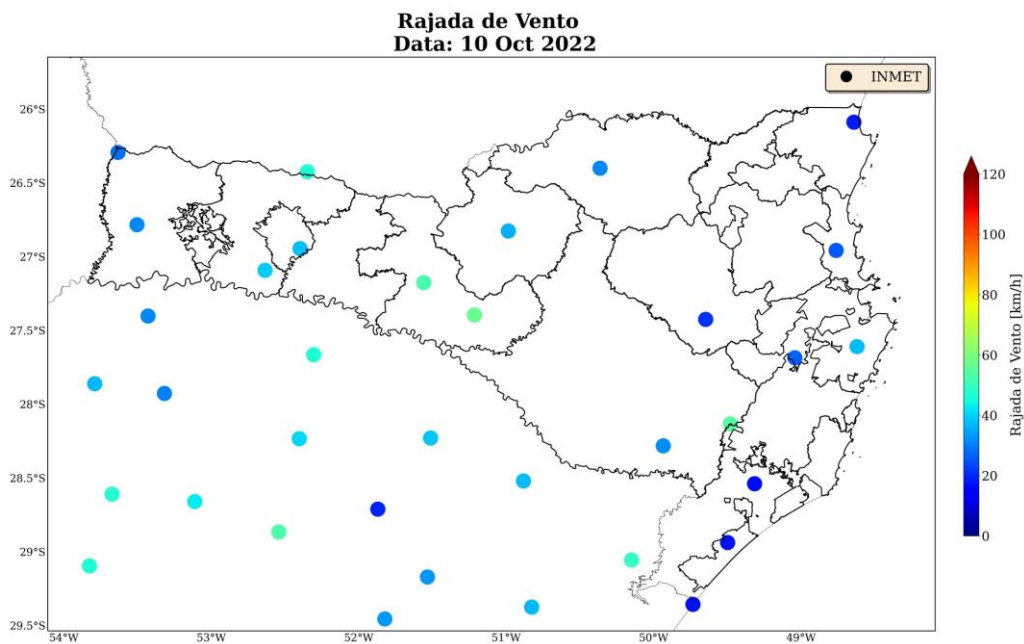 Rajada de Vento
Data: 10 Oct 2022
INMET
26°S
26.5°S
27°S
27.5°S
28°S
28.5°S
29°S
29.5°S
54°W
53°W
52°W
51°W
50°W
49°W
120
100
80
60
40
20
0
Rajada de Vento [km/h]